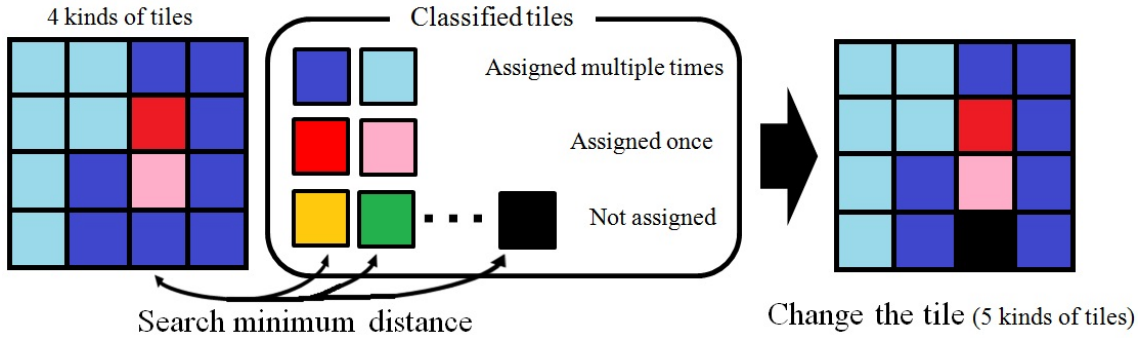 4 kinds of tiles
Classified tiles
Assigned multiple times
Assigned once
Not assigned
Search minimum distance
Change the tile (5 kinds of tiles)